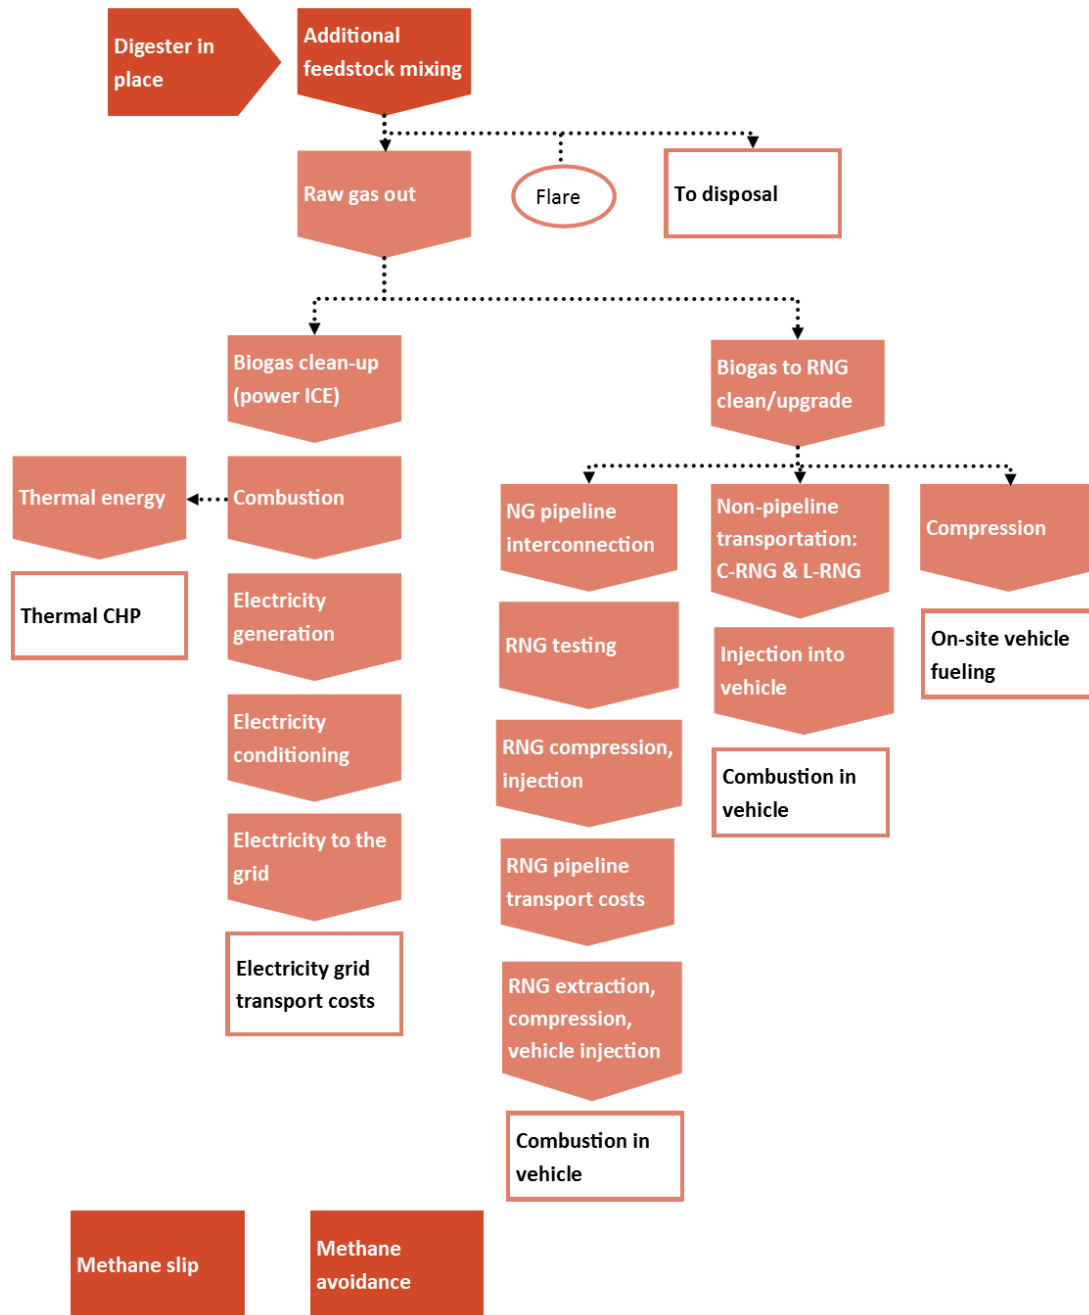 Digester in
place
Additional
feedstock mixing
Raw gas out
Flare
To disposal
Biogas clean-up
(power ICE)
Biogas to RNG
clean/upgrade
Thermal energy
Combustion
NG pipeline
interconnection
Non-pipeline
transportation:
C-RNG & L-RNG
Compression
Thermal CHP
Electricity
generation
RNG testing
Injection into
vehicle
On-site vehicle
fueling
Electricity
conditioning
RNG compression,
injection
Combustion in
vehicle
Electricity to the
grid
RNG pipeline
transport costs
Electricity grid
transport costs
RNG extraction,
compression,
vehicle injection
Combustion in
vehicle
Methane slip
Methane
avoidance